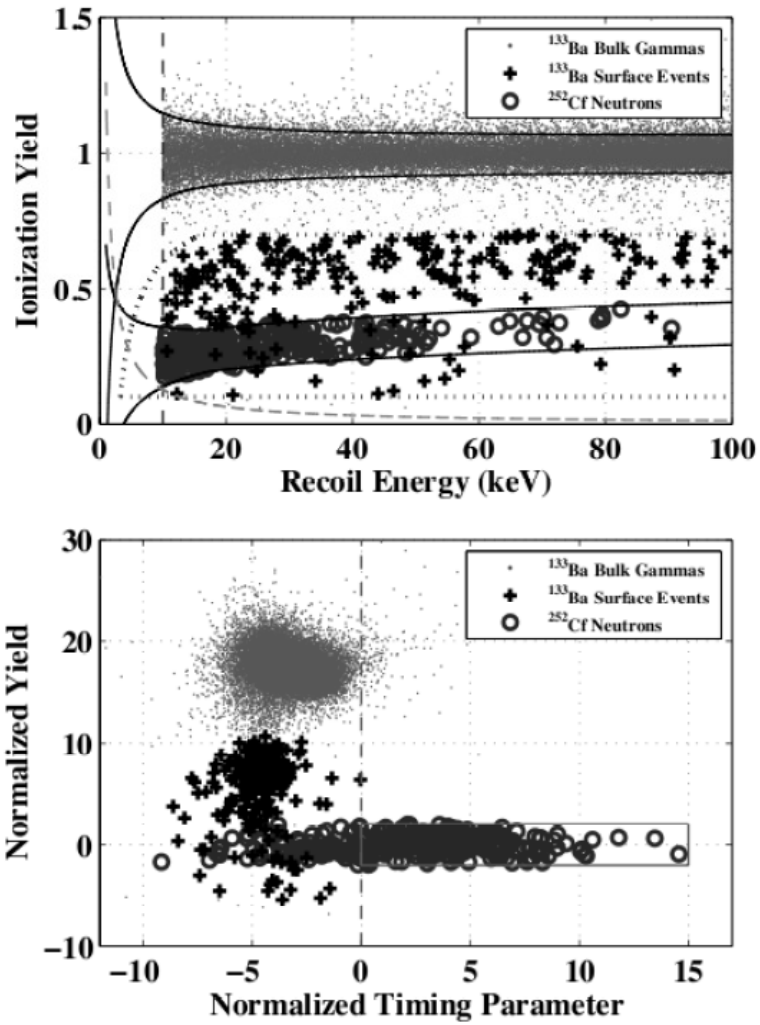 1.5
1
0.5
0
Ionization Yield
¹³³Ba Bulk Gammas
¹³³Ba Surface Events
²⁵²Cf Neutrons
20 40 60 80 100
Recoil Energy (keV)
30
20
10
0
−10
Normalized Yield
¹³³Ba Bulk Gammas
¹³³Ba Surface Events
²⁵²Cf Neutrons
−10 −5 0 5 10 15
Normalized Timing Parameter